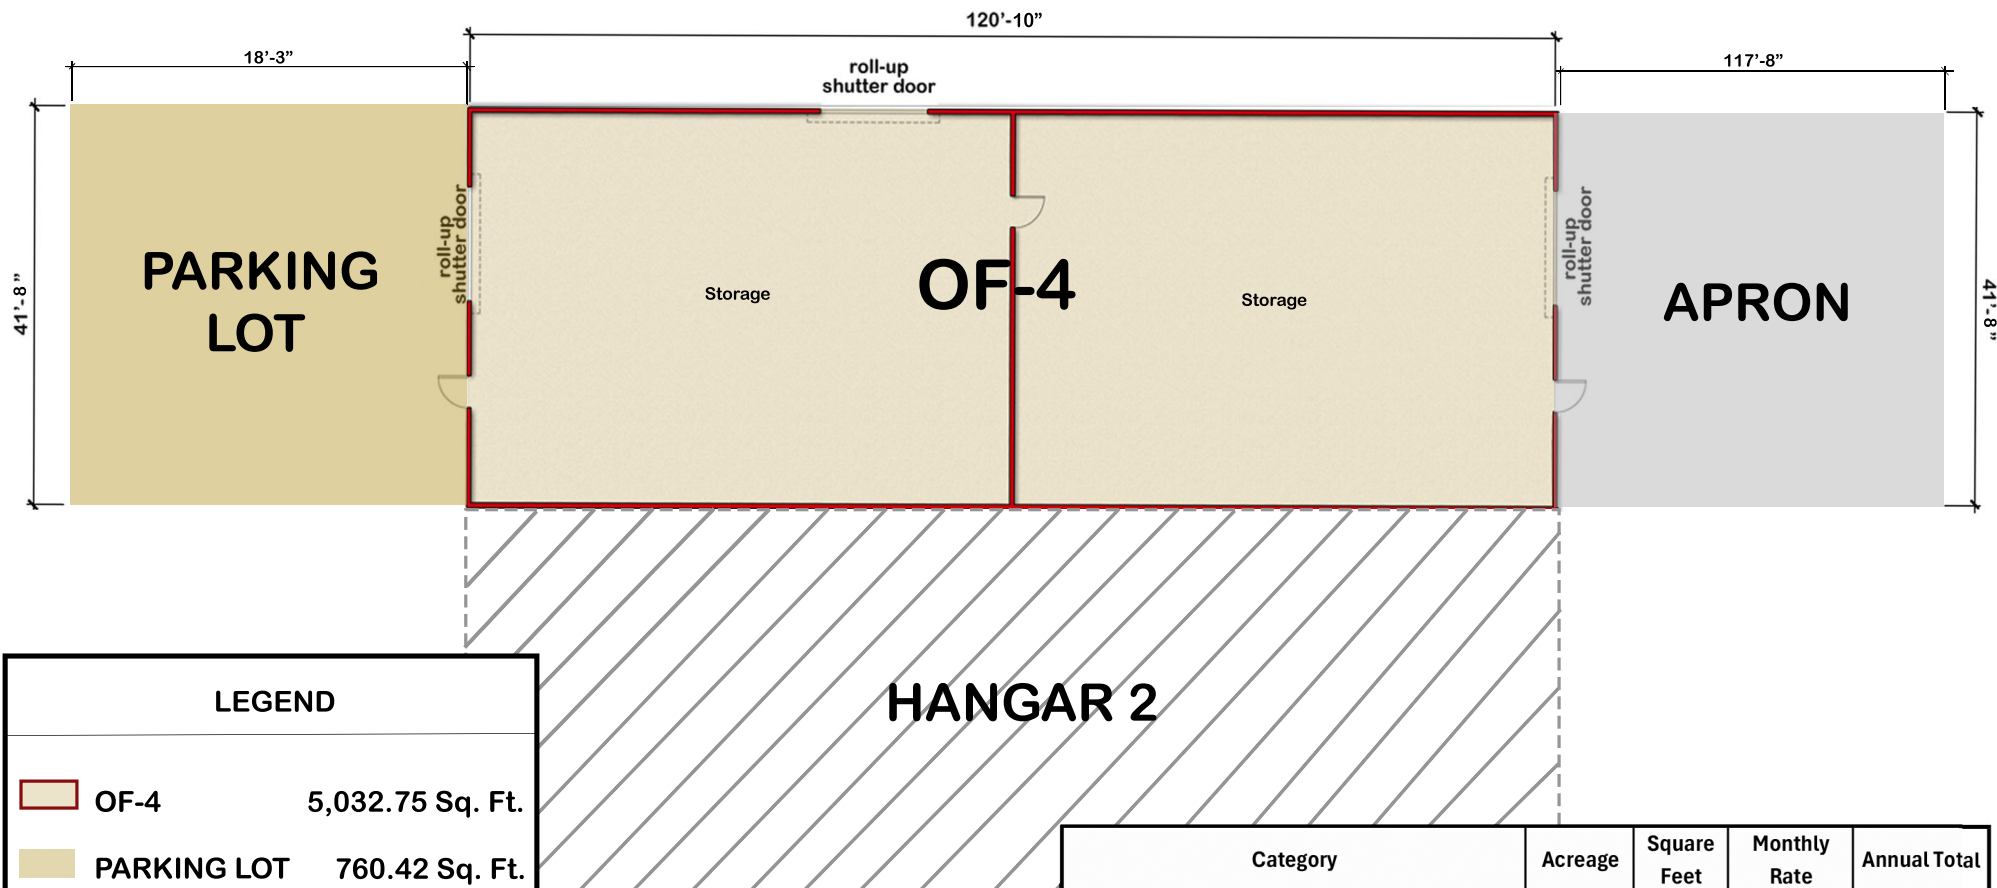 120’-10”
18’-3”
117’-8”
roll-up
shutter door
roll-up
shutter door
roll-up
shutter door
PARKING
LOT
Storage
OF-4
Storage
APRON
41’-8”
41’-8”
HANGAR 2
LEGEND
OF-4 5,032.75 Sq. Ft.
PARKING LOT 760.42 Sq. Ft.
Category
Acreage
Square
Feet
Monthly
Rate
Annual Total